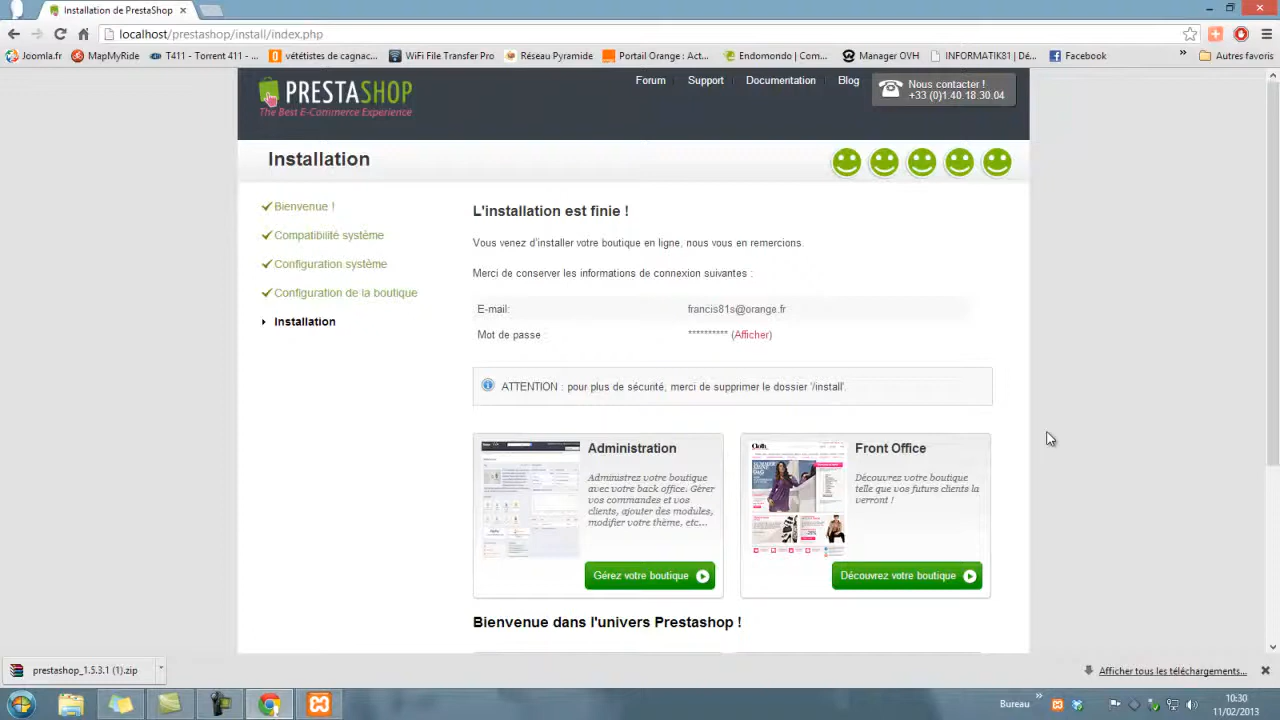 Installation de PrestaShop
localhost/prestashop/install/index.php
Joomla.fr
MapMyRide
T411 - Torrent 411 - ...
vététistes de cagnac...
WiFi File Transfer Pro
Réseau Pyramide
Portail Orange : Act...
Endomondo | Com...
Manager OVH
INFORMATIK81 | Dé...
Facebook
Autres favoris
PRESTASHOP
The Best E-Commerce Experience
Forum
Support
Documentation
Blog
Nous contacter !
+33 (0)1.40.18.30.04
Installation
Bienvenue !
Compatibilité système
Configuration système
Configuration de la boutique
Installation
L'installation est finie !
Vous venez d'installer votre boutique en ligne, nous vous en remercions.
Merci de conserver les informations de connexion suivantes :
E-mail: francis81s@orange.fr
Mot de passe : ********** (Afficher)
ATTENTION : pour plus de sécurité, merci de supprimer le dossier '/install'.
Administration
Administrez votre boutique
avec votre back office. Gérer
vos commandes et vos
clients, ajouter des modules,
modifier votre thème, etc...
Gérez votre boutique
Front Office
Découvrez votre boutique
telle que vos futurs clients la
verront !
Découvrez votre boutique
Bienvenue dans l'univers Prestashop !
prestashop_1.5.3.1 (1).zip
Afficher tous les téléchargements...
Bureau
10:30
11/02/2013